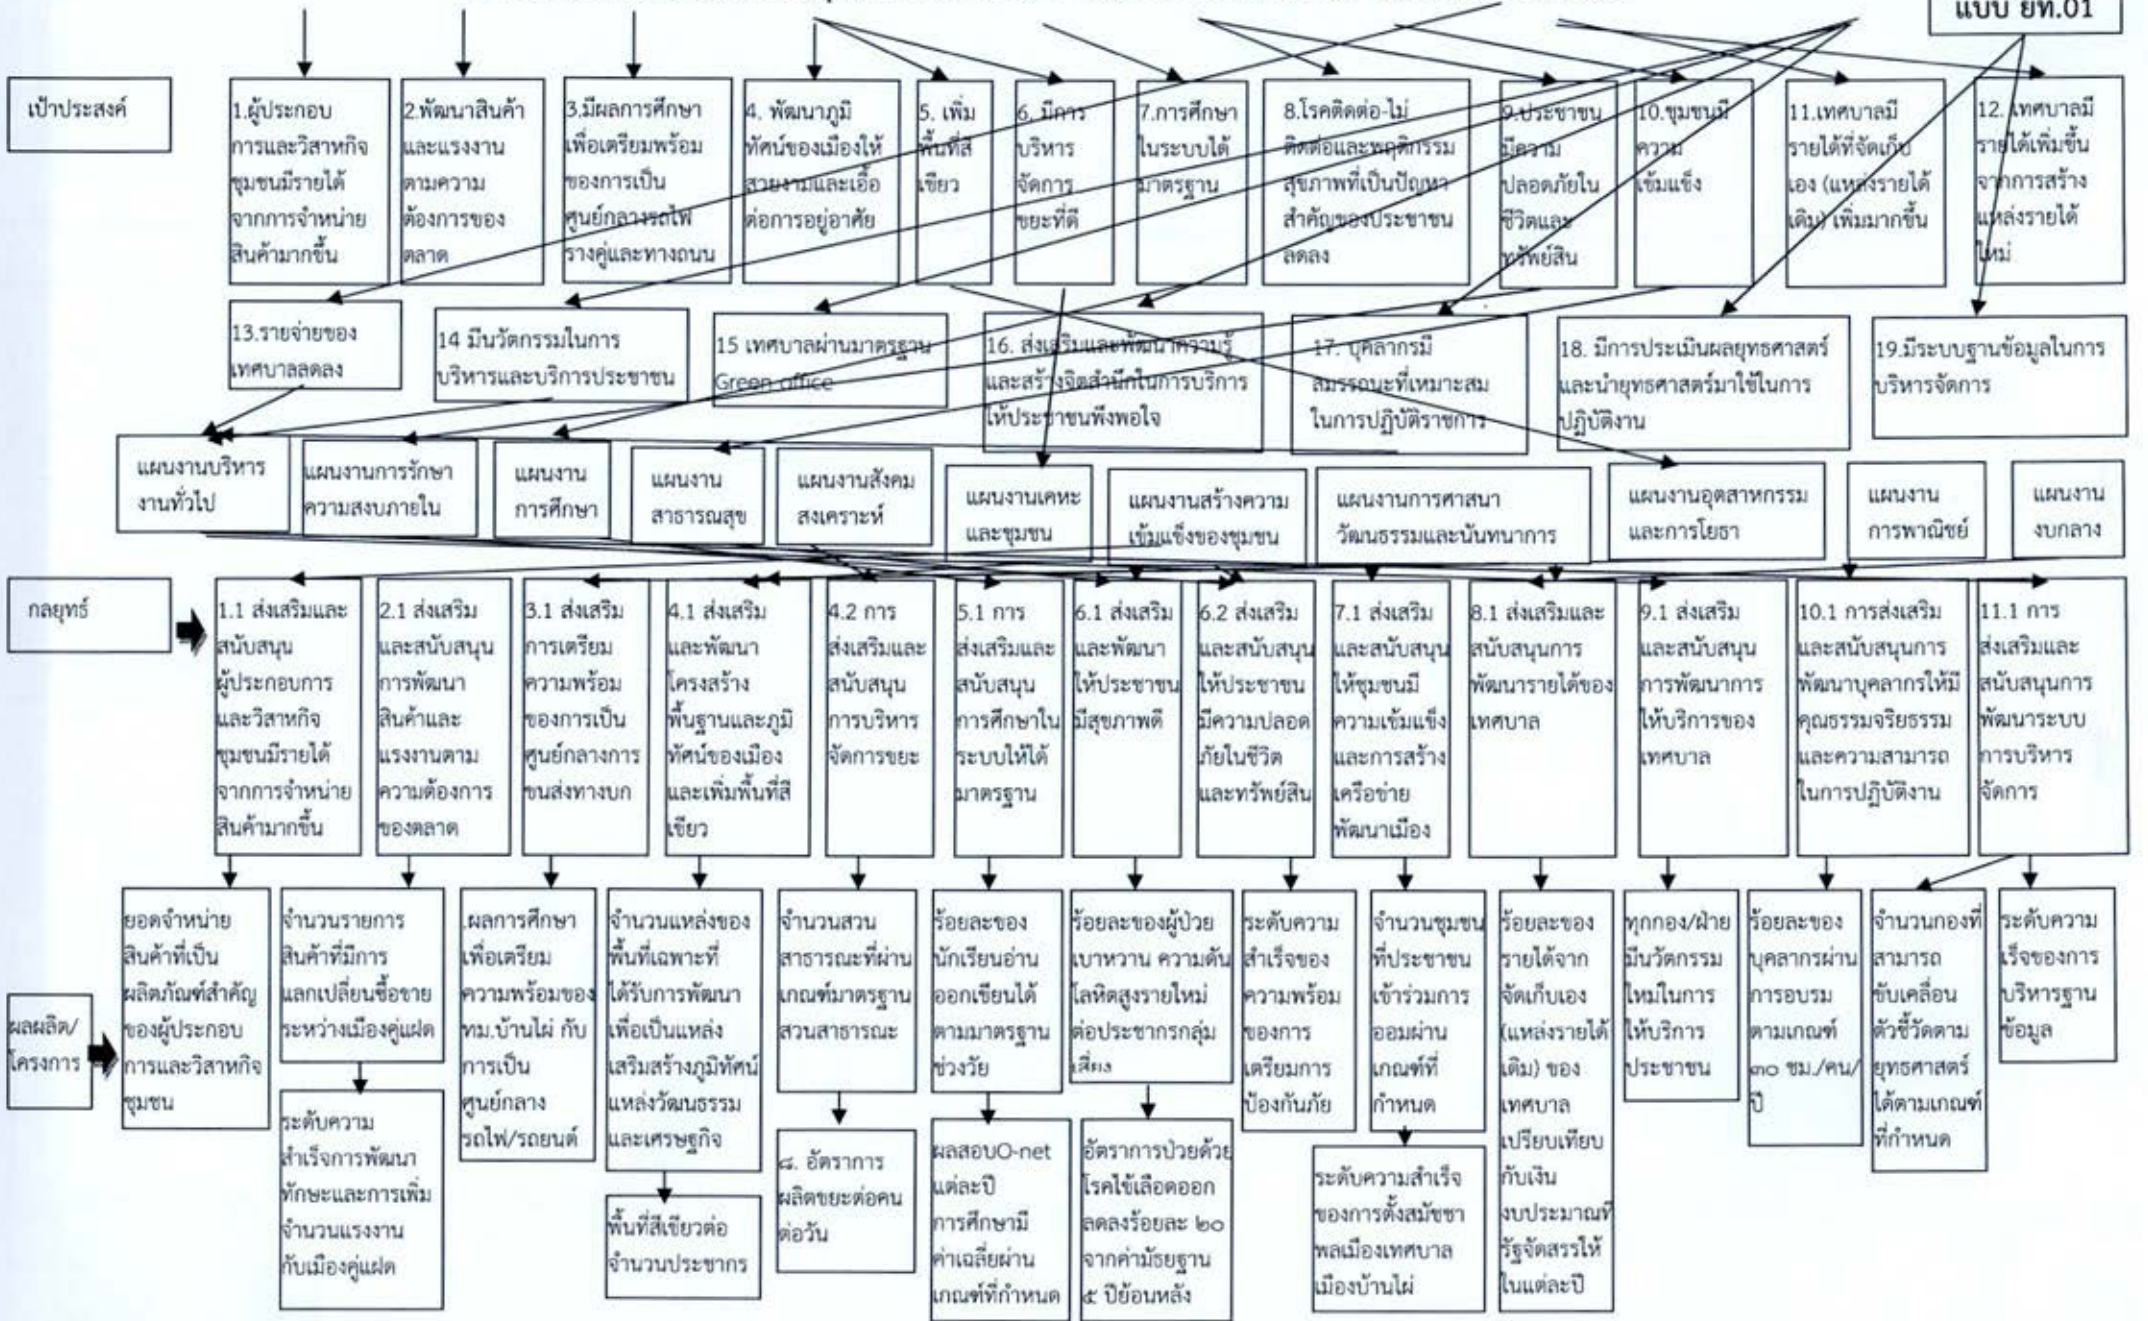 แบบ ยท.01
เป้าประสงค์
1.ผู้ประกอบ
การและวิสาหกิจ
ชุมชนมีรายได้
จากการจำหน่าย
สินค้ามากขึ้น
2.พัฒนาสินค้า
และแรงงาน
ตามความ
ต้องการของ
ตลาด
3.มีผลการศึกษา
เพื่อเตรียมพร้อม
ของการเป็น
ศูนย์กลางรถไฟ
รางคู่และทางถนน
4. พัฒนาภูมิ
ทัศน์ของเมืองให้
สวยงามและเอื้อ
ต่อการอยู่อาศัย
5. เพิ่ม
พื้นที่สี
เขียว
6. มีการ
บริหาร
จัดการ
ขยะที่ดี
7.การศึกษา
ในระบบได้
มาตรฐาน
8.โรคติดต่อ-ไม่
ติดต่อและพฤติกรรม
สุขภาพที่เป็นปัญหา
สำคัญของประชาชน
ลดลง
9.ประชาชน
มีความ
ปลอดภัยใน
ชีวิตและ
ทรัพย์สิน
10.ชุมชนมี
ความ
เข้มแข็ง
11.เทศบาลมี
รายได้ที่จัดเก็บ
เอง (แหล่งรายได้
เดิม) เพิ่มมากขึ้น
12. เทศบาลมี
รายได้เพิ่มขึ้น
จากการสร้าง
แหล่งรายได้
ใหม่
13.รายจ่ายของ
เทศบาลลดลง
14 มีนวัตกรรมในการ
บริหารและบริการประชาชน
15 เทศบาลผ่านมาตรฐาน
Green office
16. ส่งเสริมและพัฒนาความรู้
และสร้างจิตสำนึกในการบริการ
ให้ประชาชนพึงพอใจ
17. บุคลากรมี
สมรรถนะที่เหมาะสม
ในการปฏิบัติราชการ
18. มีการประเมินผลยุทธศาสตร์
และนำยุทธศาสตร์มาใช้ในการ
ปฏิบัติงาน
19.มีระบบฐานข้อมูลในการ
บริหารจัดการ
แผนงานบริหาร
งานทั่วไป
แผนงานการรักษา
ความสงบภายใน
แผนงาน
การศึกษา
แผนงาน
สาธารณสุข
แผนงานสังคม
สงเคราะห์
แผนงานเคหะ
และชุมชน
แผนงานสร้างความ
เข้มแข็งของชุมชน
แผนงานการศาสนา
วัฒนธรรมและนันทนาการ
แผนงานอุตสาหกรรม
และการโยธา
แผนงาน
การพาณิชย์
แผนงาน
งบกลาง
กลยุทธ์
1.1 ส่งเสริมและ
สนับสนุน
ผู้ประกอบการ
และวิสาหกิจ
ชุมชนมีรายได้
จากการจำหน่าย
สินค้ามากขึ้น
2.1 ส่งเสริม
และสนับสนุน
การพัฒนา
สินค้าและ
แรงงานตาม
ความต้องการ
ของตลาด
3.1 ส่งเสริม
การเตรียม
ความพร้อม
ของการเป็น
ศูนย์กลางการ
ขนส่งทางบก
4.1 ส่งเสริม
และพัฒนา
โครงสร้าง
พื้นฐานและภูมิ
ทัศน์ของเมือง
และเพิ่มพื้นที่สี
เขียว
4.2 การ
ส่งเสริมและ
สนับสนุน
การบริหาร
จัดการขยะ
5.1 การ
ส่งเสริมและ
สนับสนุน
การศึกษาใน
ระบบให้ได้
มาตรฐาน
6.1 ส่งเสริม
และพัฒนา
ให้ประชาชน
มีสุขภาพดี
6.2 ส่งเสริม
และสนับสนุน
ให้ประชาชน
มีความปลอด
ภัยในชีวิต
และทรัพย์สิน
7.1 ส่งเสริม
และสนับสนุน
ให้ชุมชนมี
ความเข้มแข็ง
และการสร้าง
เครือข่าย
พัฒนาเมือง
8.1 ส่งเสริมและ
สนับสนุนการ
พัฒนารายได้ของ
เทศบาล
9.1 ส่งเสริม
และสนับสนุน
การพัฒนาการ
ให้บริการของ
เทศบาล
10.1 การส่งเสริม
และสนับสนุนการ
พัฒนาบุคลากรให้มี
คุณธรรมจริยธรรม
และความสามารถ
ในการปฏิบัติงาน
11.1 การ
ส่งเสริมและ
สนับสนุนการ
พัฒนาระบบ
การบริหาร
จัดการ
ผลผลิต/
โครงการ
ยอดจำหน่าย
สินค้าที่เป็น
ผลิตภัณฑ์สำคัญ
ของผู้ประกอบ
การและวิสาหกิจ
ชุมชน
จำนวนรายการ
สินค้าที่มีการ
แลกเปลี่ยนซื้อขาย
ระหว่างเมืองคู่แฝด
ระดับความ
สำเร็จการพัฒนา
ทักษะและการเพิ่ม
จำนวนแรงงาน
กับเมืองคู่แฝด
.ผลการศึกษา
เพื่อเตรียม
ความพร้อมของ
ทม.บ้านไผ่ กับ
การเป็น
ศูนย์กลาง
รถไฟ/รถยนต์
จำนวนแหล่งของ
พื้นที่เฉพาะที่
ได้รับการพัฒนา
เพื่อเป็นแหล่ง
เสริมสร้างภูมิทัศน์
แหล่งวัฒนธรรม
และเศรษฐกิจ
พื้นที่สีเขียวต่อ
จำนวนประชากร
จำนวนสวน
สาธารณะที่ผ่าน
เกณฑ์มาตรฐาน
สวนสาธารณะ
๘. อัตราการ
ผลิตขยะต่อคน
ต่อวัน
ร้อยละของ
นักเรียนอ่าน
ออกเขียนได้
ตามมาตรฐาน
ช่วงวัย
ผลสอบO-net
แต่ละปี
การศึกษามี
ค่าเฉลี่ยผ่าน
เกณฑ์ที่กำหนด
ร้อยละของผู้ป่วย
เบาหวาน ความดัน
โลหิตสูงรายใหม่
ต่อประชากรกลุ่ม
เสี่ยง
อัตราการป่วยด้วย
โรคไข้เลือดออก
ลดลงร้อยละ ๒๐
จากค่ามัธยฐาน
๕ ปีย้อนหลัง
ระดับความ
สำเร็จของ
ความพร้อม
ของการ
เตรียมการ
ป้องกันภัย
จำนวนชุมชน
ที่ประชาชน
เข้าร่วมการ
ออมผ่าน
เกณฑ์ที่
กำหนด
ระดับความสำเร็จ
ของการตั้งสมัชชา
พลเมืองเทศบาล
เมืองบ้านไผ่
ร้อยละของ
รายได้จาก
จัดเก็บเอง
(แหล่งรายได้
เดิม) ของ
เทศบาล
เปรียบเทียบ
กับเงิน
งบประมาณที่
รัฐจัดสรรให้
ในแต่ละปี
ทุกกอง/ฝ่าย
มีนวัตกรรม
ใหม่ในการ
ให้บริการ
ประชาชน
ร้อยละของ
บุคลากรผ่าน
การอบรม
ตามเกณฑ์
๓๐ ชม./คน/
ปี
จำนวนกองที่
สามารถ
ขับเคลื่อน
ตัวชี้วัดตาม
ยุทธศาสตร์
ได้ตามเกณฑ์
ที่กำหนด
ระดับความ
เร็จของการ
บริหารฐาน
ข้อมูล